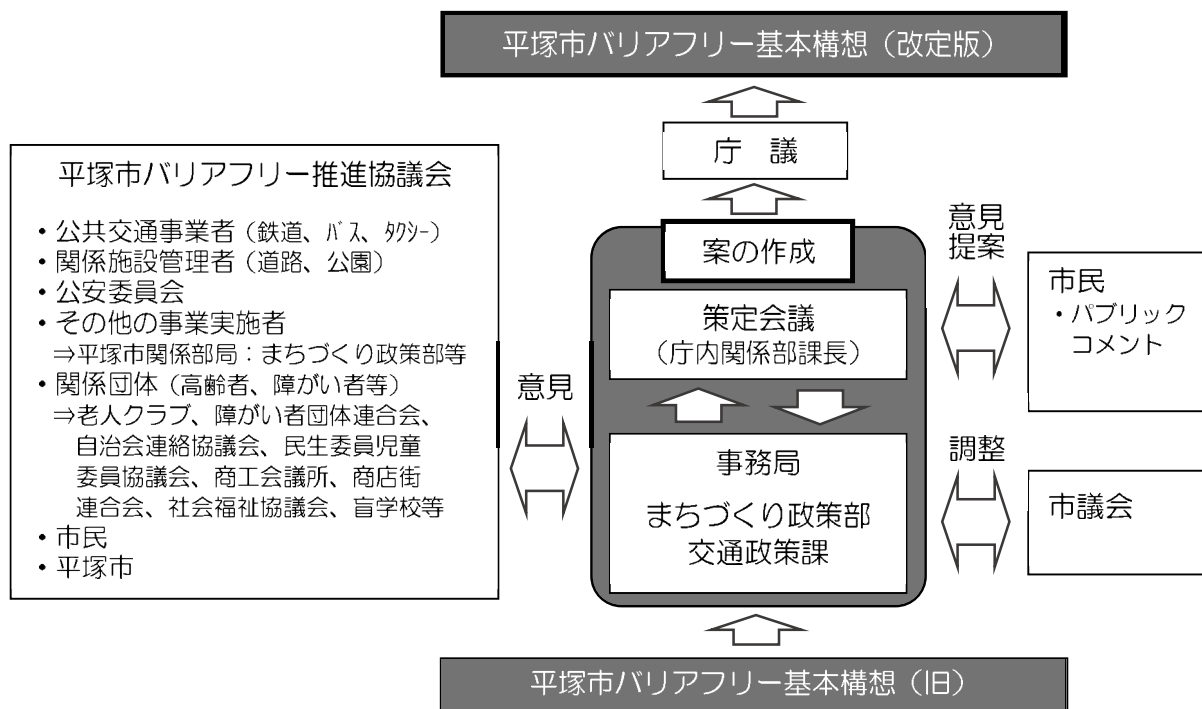 平塚市バリアフリー基本構想（改定版）
庁　議
平塚市バリアフリー推進協議会
・公共交通事業者（鉄道、バス、タクシー）
・関係施設管理者（道路、公園）
・公安委員会
・その他の事業実施者
⇒平塚市関係部局：まちづくり政策部等
・関係団体（高齢者、障がい者等）
⇒老人クラブ、障がい者団体連合会、
自治会連絡協議会、民生委員児童
委員協議会、商工会議所、商店街
連合会、社会福祉協議会、盲学校等
・市民
・平塚市
意見
案の作成
策定会議
（庁内関係部課長）
事務局
まちづくり政策部
交通政策課
意見
提案
市民
・パブリック
コメント
調整
市議会
平塚市バリアフリー基本構想（旧）